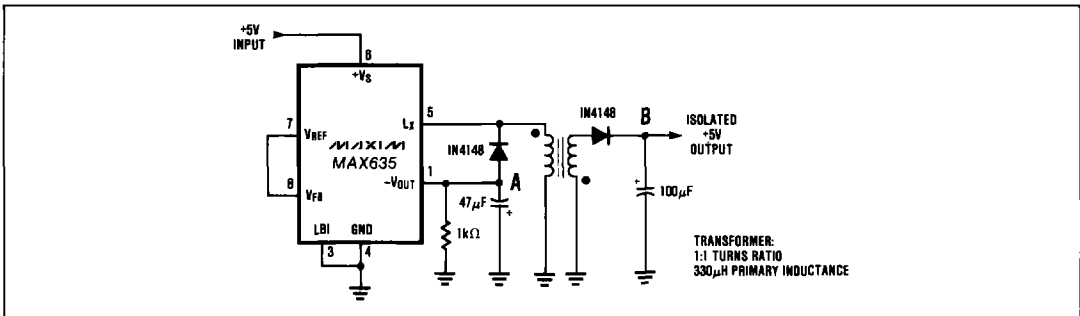 +5V
INPUT
6
+VS
5
LX
7
VREF
MAXIM
MAX635
IN4148
IN4148
B
ISOLATED
+5V
OUTPUT
1
-VOUT
A
8
VFB
47µF
+
1kΩ
+
100µF
LBI
GND
3
4
TRANSFORMER:
1:1 TURNS RATIO
330µH PRIMARY INDUCTANCE